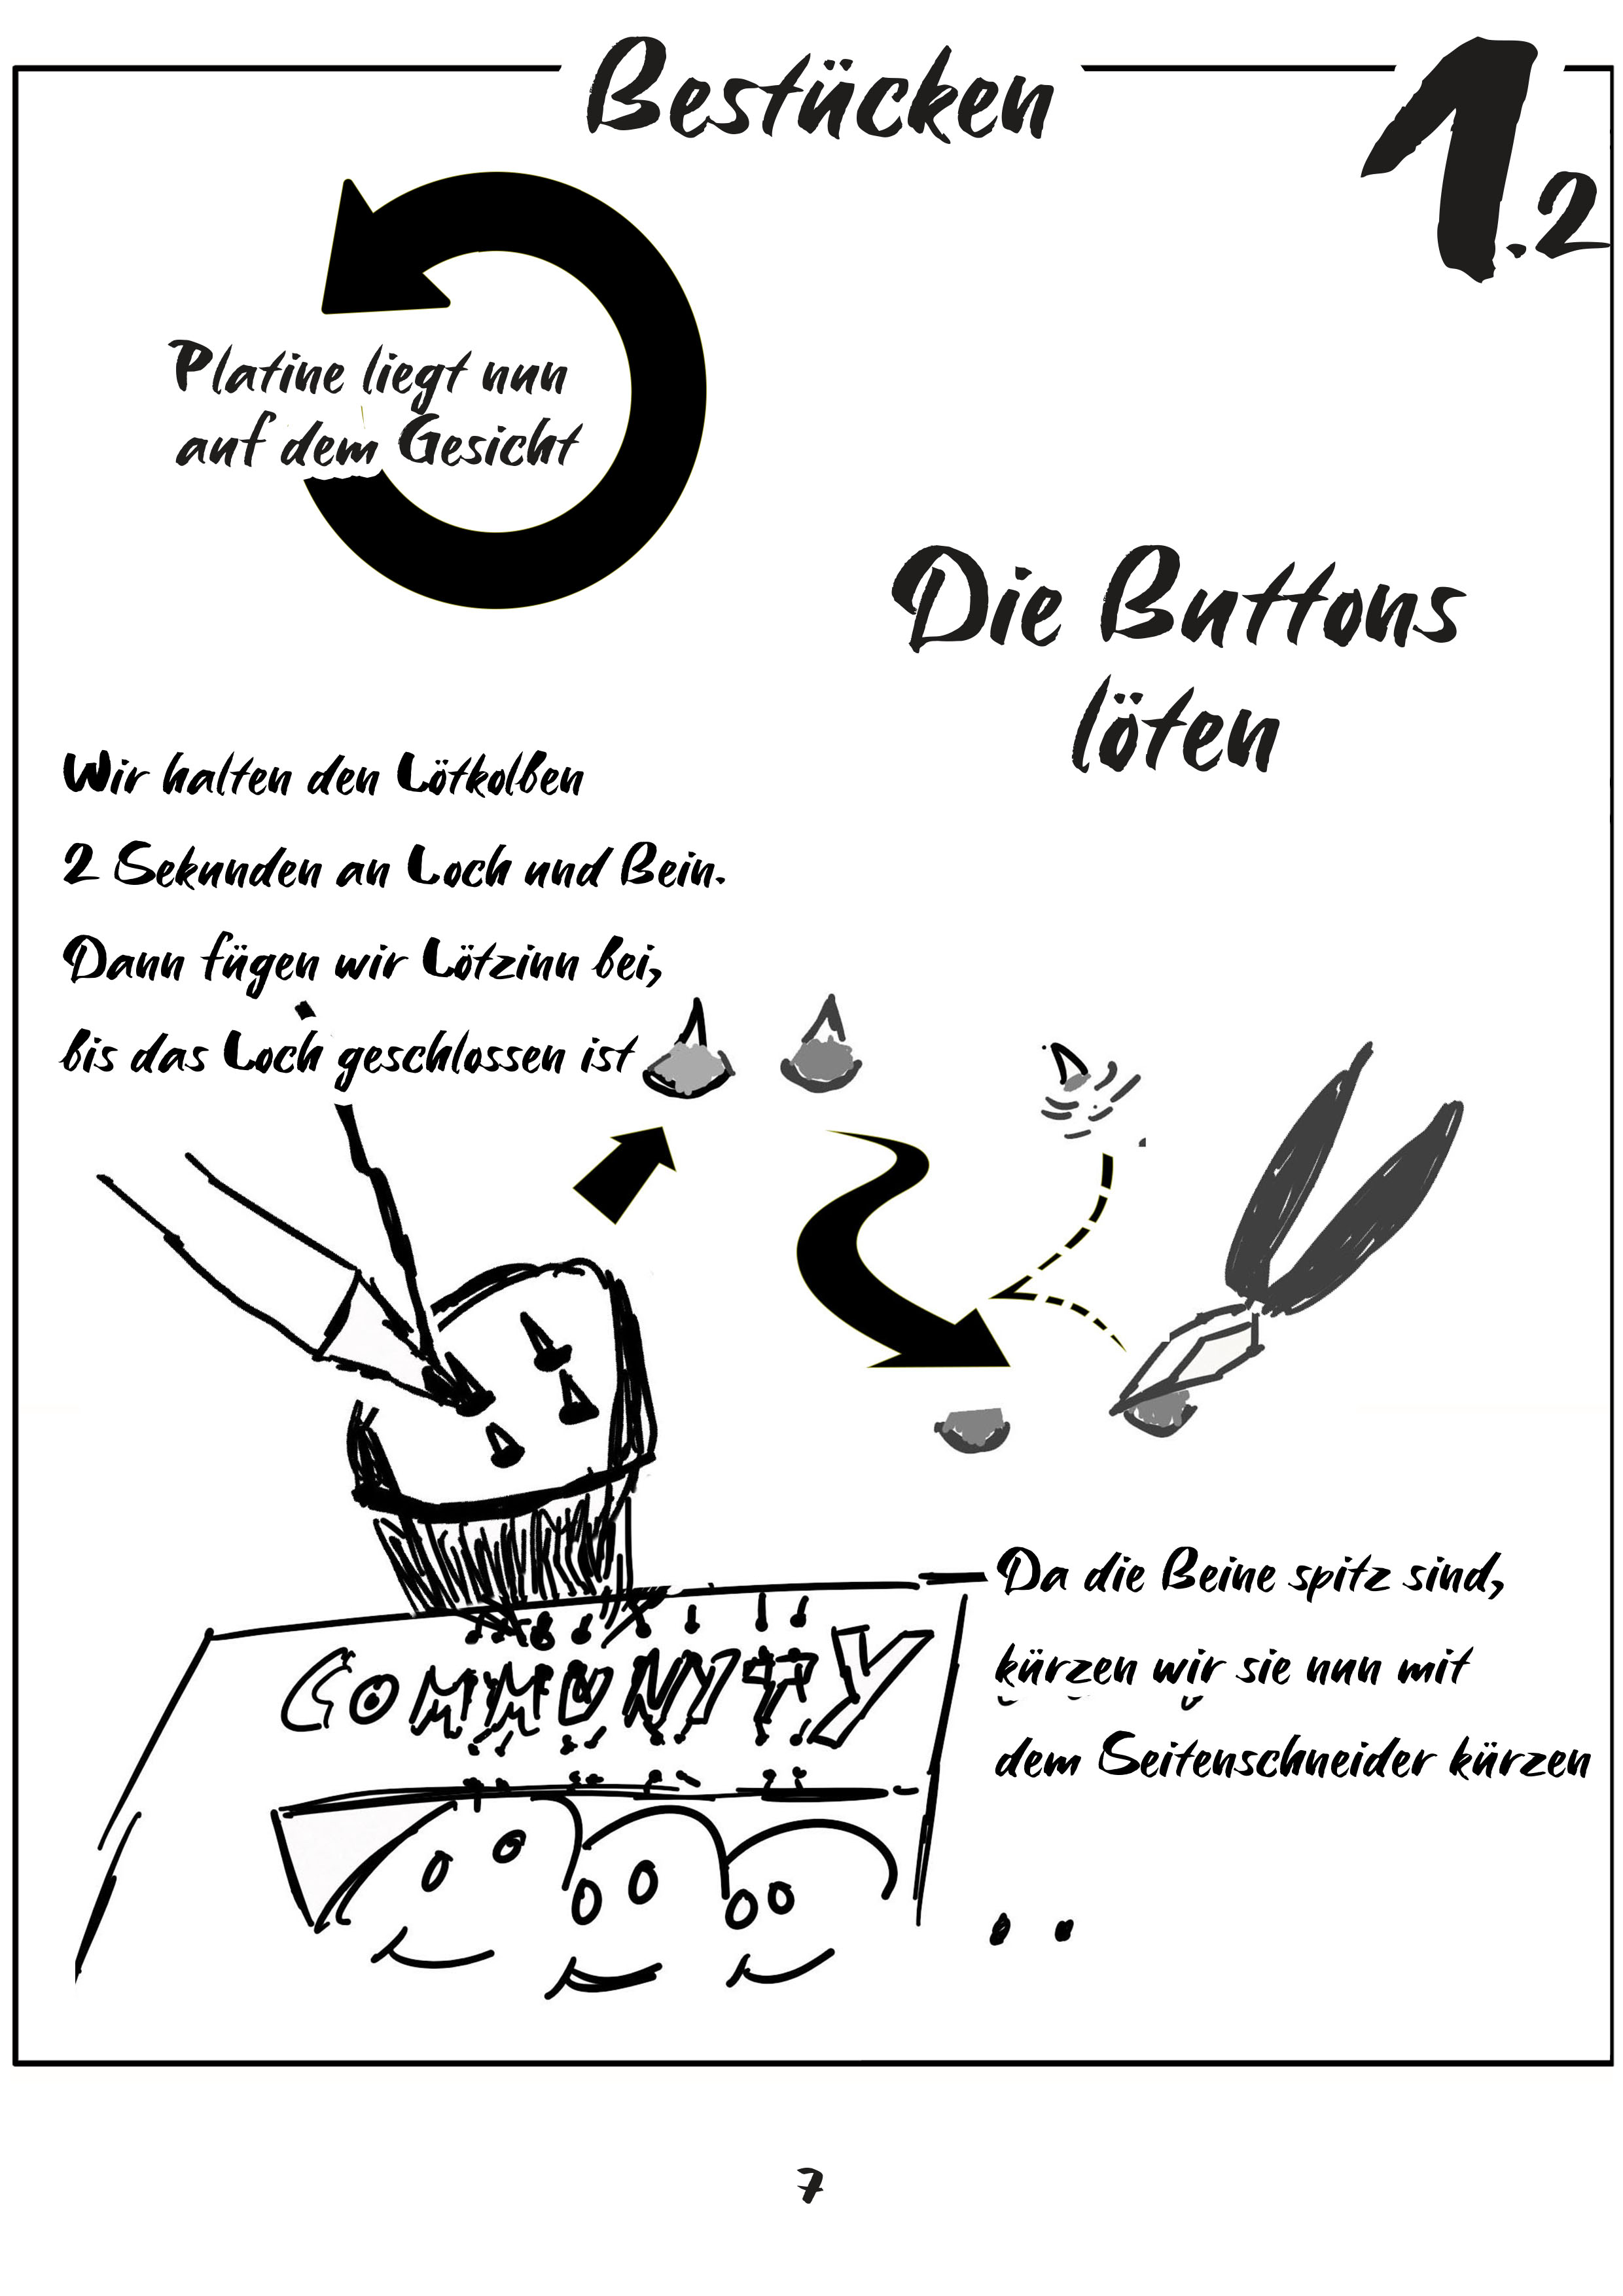 Bestücken
1.2
Platine liegt nun
auf dem Gesicht
Die Buttons
löten
Wir halten den Lötkolben
2 Sekunden an Loch und Bein.
Dann fügen wir Lötzinn bei,
bis das Loch geschlossen ist
Da die Beine spitz sind,
kürzen wir sie nun mit
dem Seitenschneider kürzen
COMMUNITY
7